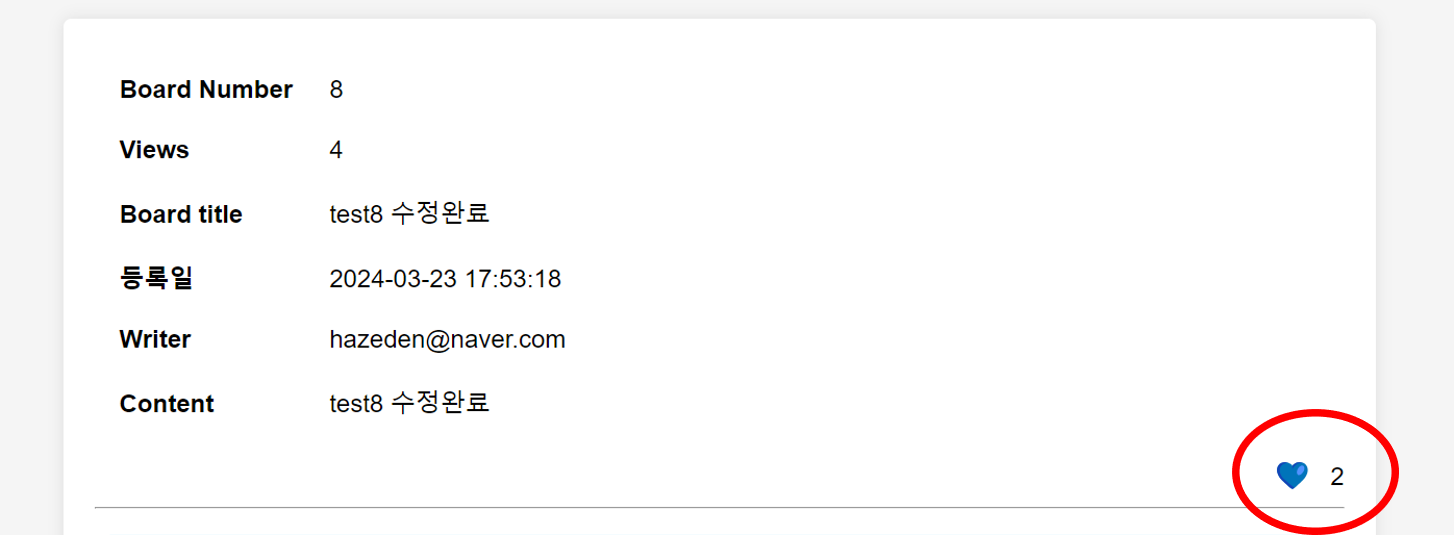 Board Number 8
Views 4
Board title test8 수정완료
등록일 2024-03-23 17:53:18
Writer hazeden@naver.com
Content test8 수정완료
💙 2